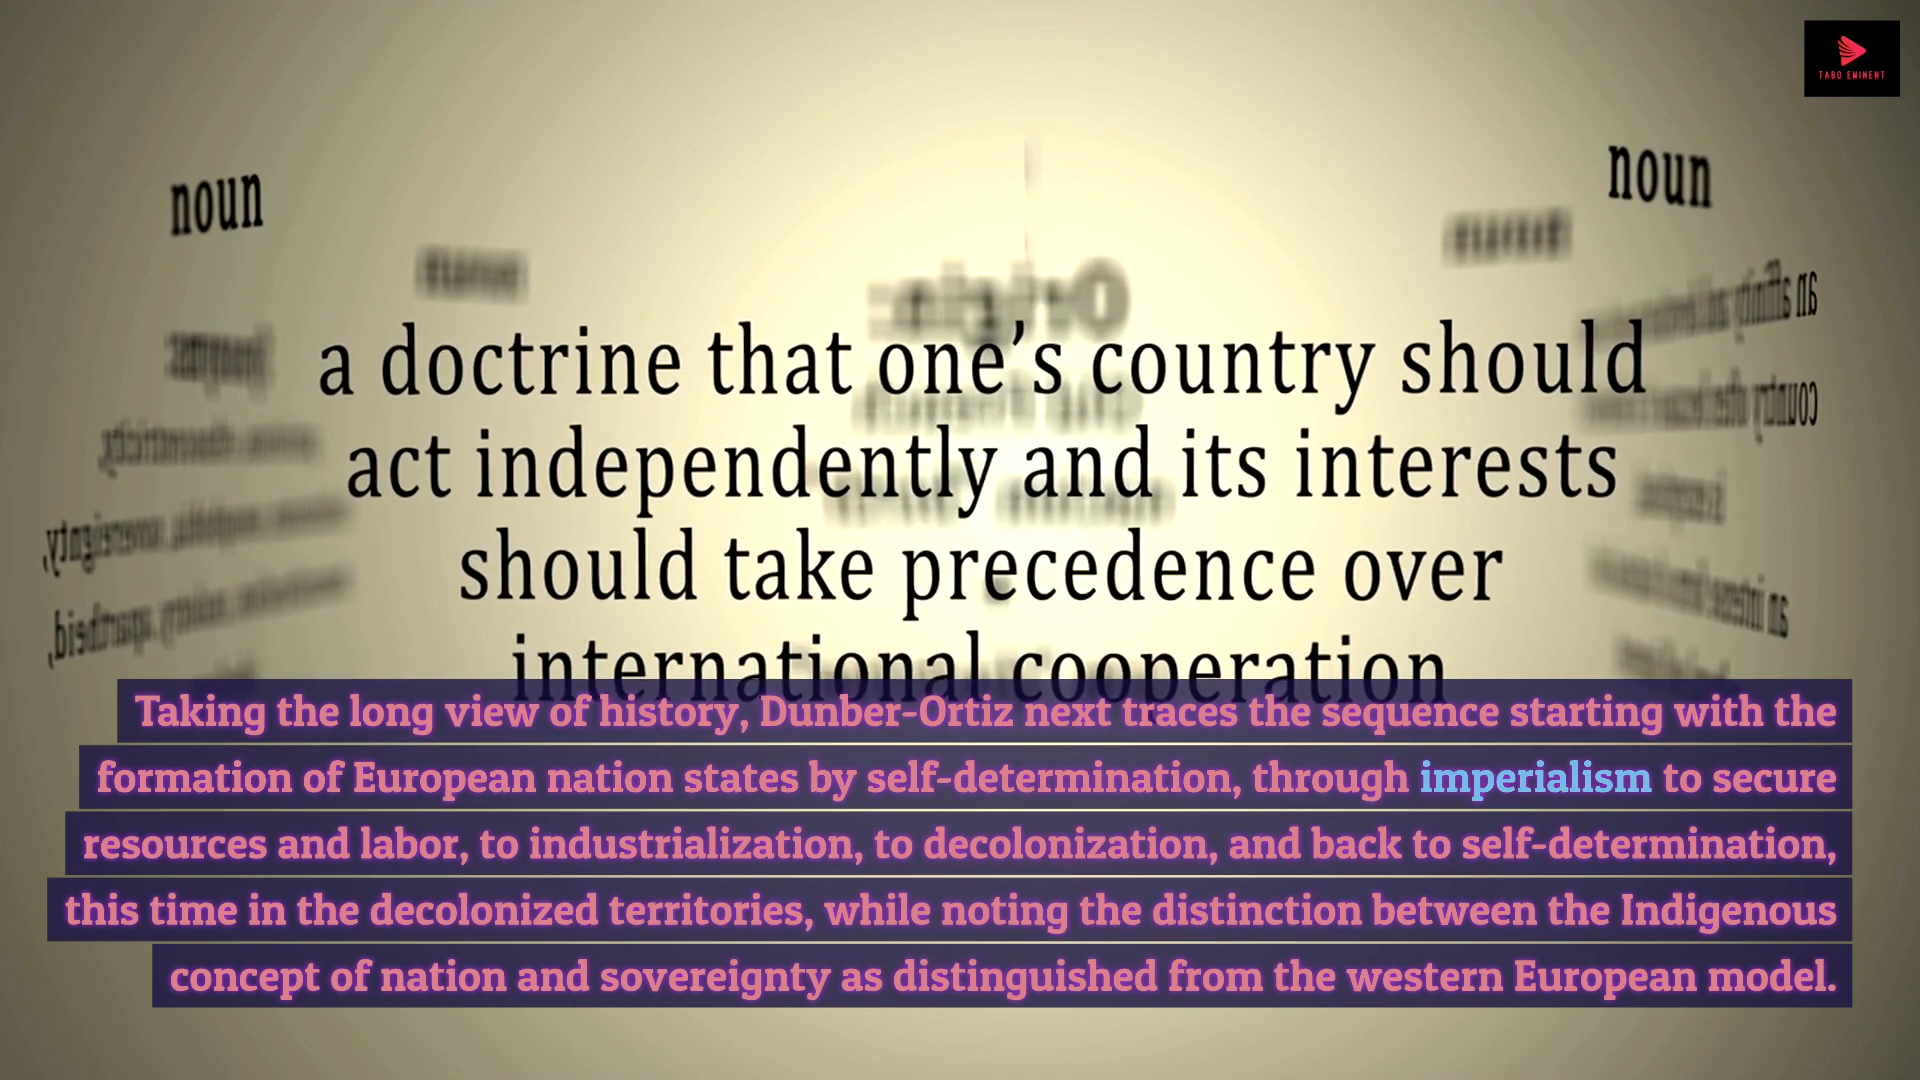 TABO EMINENT
noun
noun
a doctrine that one's country should
act independently and its interests
should take precedence over
international cooperation
Taking the long view of history, Dunber-Ortiz next traces the sequence starting with the
formation of European nation states by self-determination, through imperialism to secure
resources and labor, to industrialization, to decolonization, and back to self-determination,
this time in the decolonized territories, while noting the distinction between the Indigenous
concept of nation and sovereignty as distinguished from the western European model.